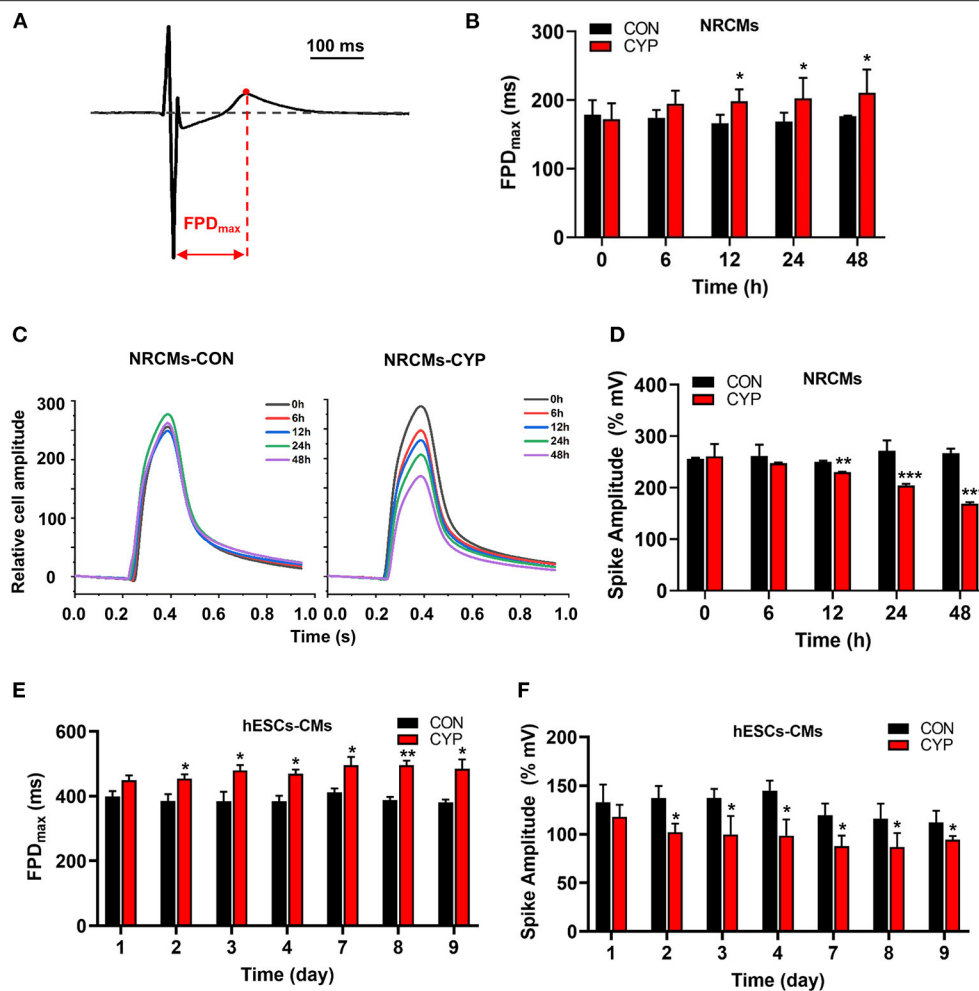 A
100 ms
FPDmax
B
NRCMs
CON
CYP
FPDmax (ms)
300
200
100
0
*
*
*
0 6 12 24 48
Time (h)
C
NRCMs-CON
NRCMs-CYP
Relative cell amplitude
300
200
100
0
0h
6h
12h
24h
48h
0h
6h
12h
24h
48h
0.0 0.2 0.4 0.6 0.8 1.0
0.0 0.2 0.4 0.6 0.8 1.0
Time (s)
D
NRCMs
CON
CYP
Spike Amplitude (% mV)
400
300
200
100
0
**
***
***
0 6 12 24 48
Time (h)
E
hESCs-CMs
CON
CYP
FPDmax (ms)
600
400
200
0
* * * * ** *
1 2 3 4 7 8 9
Time (day)
F
hESCs-CMs
CON
CYP
Spike Amplitude (% mV)
150
100
50
0
* * * * * *
1 2 3 4 7 8 9
Time (day)